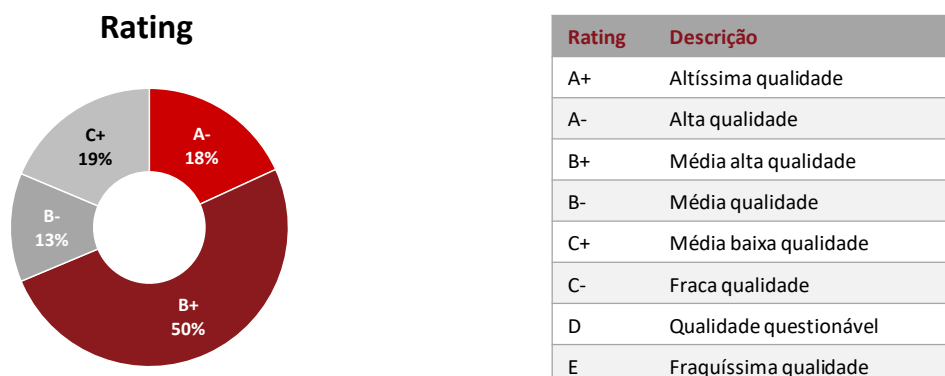 Rating
A-
18%
C+
19%
B-
13%
B+
50%
Rating Descrição
A+ Altíssima qualidade
A- Alta qualidade
B+ Média alta qualidade
B- Média qualidade
C+ Média baixa qualidade
C- Fraca qualidade
D Qualidade questionável
E Fraquíssima qualidade